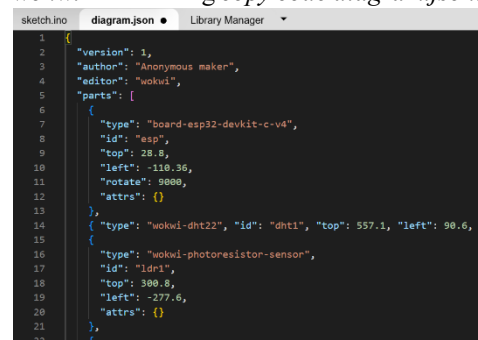 sketch.ino diagram.json ● Library Manager ▼
1 {
2 "version": 1,
3 "author": "Anonymous maker",
4 "editor": "wokwi",
5 "parts": [
6 {
7 "type": "board-esp32-devkit-c-v4",
8 "id": "esp",
9 "top": 28.8,
10 "left": -110.36,
11 "rotate": 9000,
12 "attrs": {}
13 },
14 { "type": "wokwi-dht22", "id": "dht1", "top": 557.1, "left": 90.6,
15 {
16 "type": "wokwi-photoresistor-sensor",
17 "id": "ldr1",
18 "top": 300.8,
19 "left": -277.6,
20 "attrs": {}
21 },